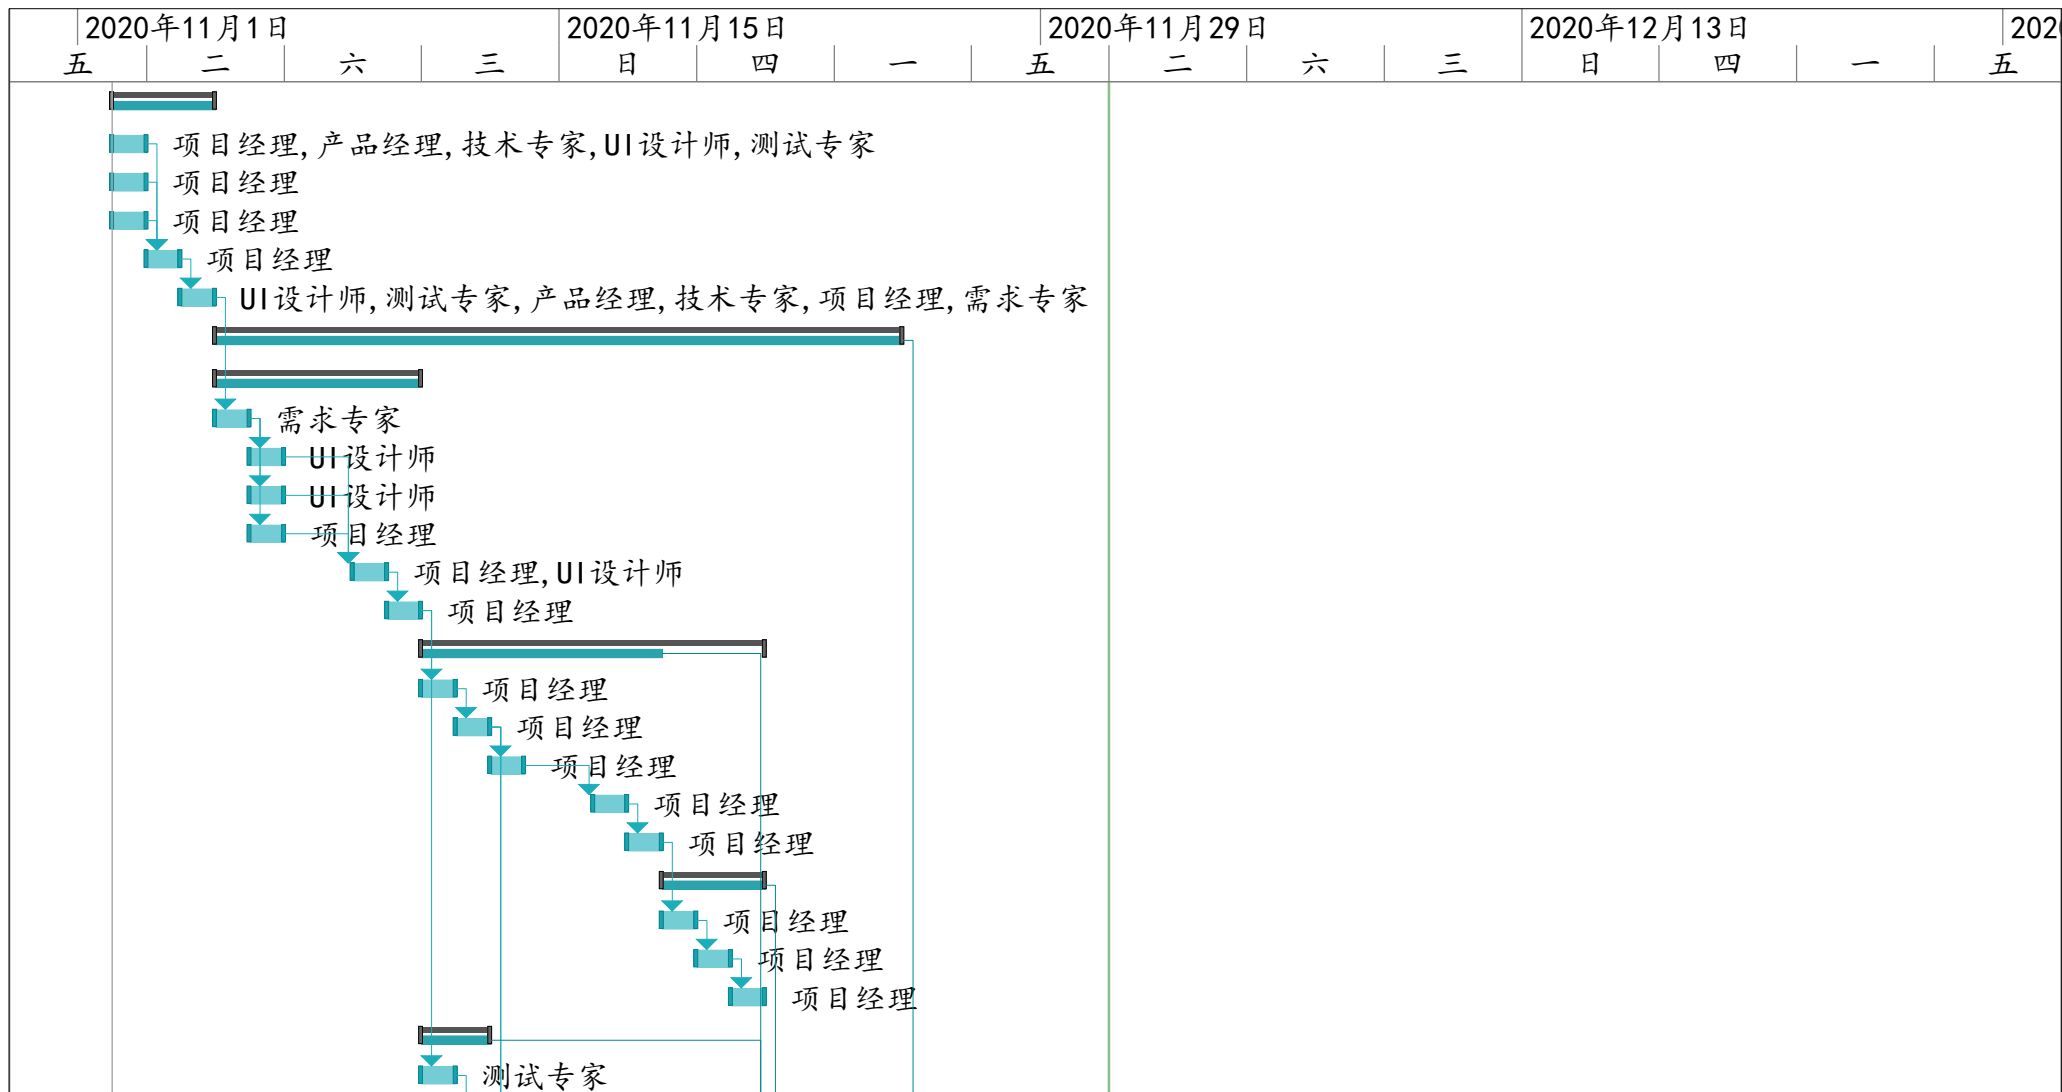 2020年11月1日 2020年11月15日 2020年11月29日 2020年12月13日 202
五 二 六 三 日 四 一 五 二 六 三 日 四 一 五
项目经理,产品经理,技术专家,UI设计师,测试专家
项目经理
项目经理
项目经理
UI设计师,测试专家,产品经理,技术专家,项目经理,需求专家
需求专家
UI设计师
UI设计师
项目经理
项目经理,UI设计师
项目经理
项目经理
项目经理
项目经理
项目经理
项目经理
项目经理
项目经理
项目经理
测试专家